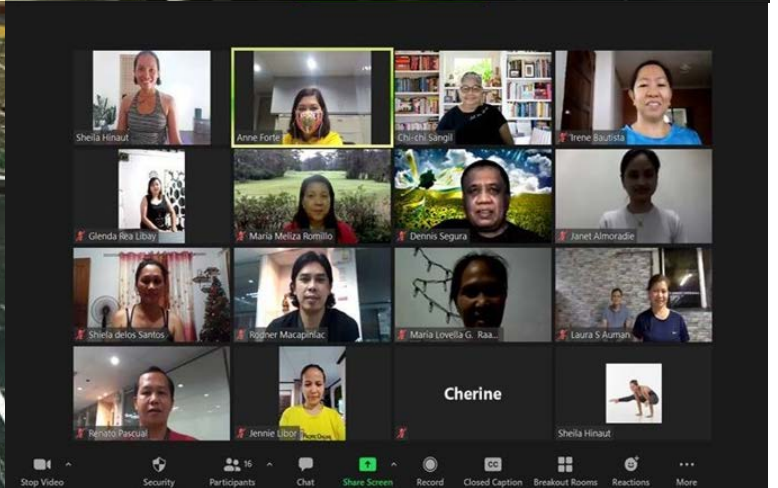 Sheila Hinaut
Anne Forte
Chi-chi Sangil
Irene Bautista
Glenda Rea Libay
Maria Meliza Romillo
Dennis Segura
Janet Almoradie
Shiela delos Santos
Rodner Macapinlac
Maria Lovella G. Raa...
Laura S Auman
Renato Pascual
Jennie Libor
Cherine
Sheila Hinaut
Stop Video
Security
Participants
16
Chat
Share Screen
Record
CC
Closed Caption
Breakout Rooms
Reactions
More